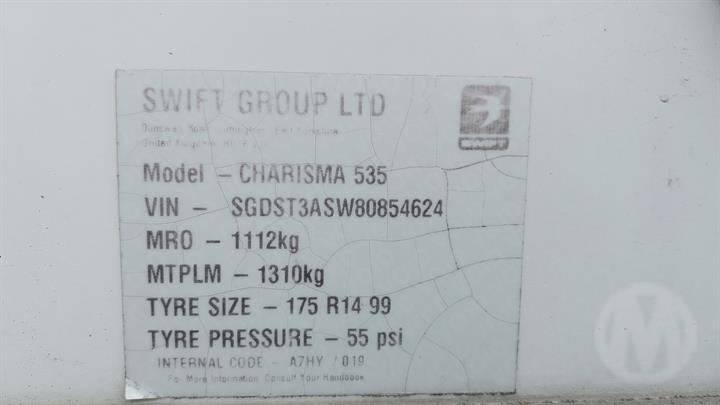 SWIFT GROUP LTD
SWIFT
Model - CHARISMA 535
VIN - SGDST3ASW80854624
MRO - 1112kg
MTPLM - 1310kg
TYRE SIZE - 175 R14 99
TYRE PRESSURE - 55 psi
INTERNAL CODE - A7HY / 019
For More Information Consult Your Handbook
M